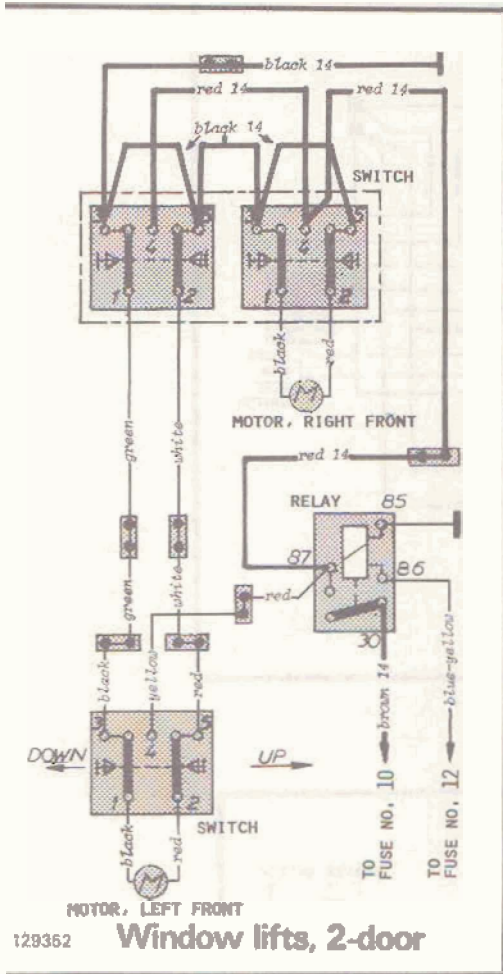 black 14
red 14
red 14
black 14
SWITCH
4
4
1
2
1
2
black
red
M
MOTOR, RIGHT FRONT
green
white
red 14
RELAY
85
87
86
red
30
green
white
black
yellow
red
brown 14
blue-yellow
4
DOWN
UP
1
2
SWITCH
black
red
M
TO
FUSE NO. 10
TO
FUSE NO. 12
MOTOR, LEFT FRONT
129352
Window lifts, 2-door